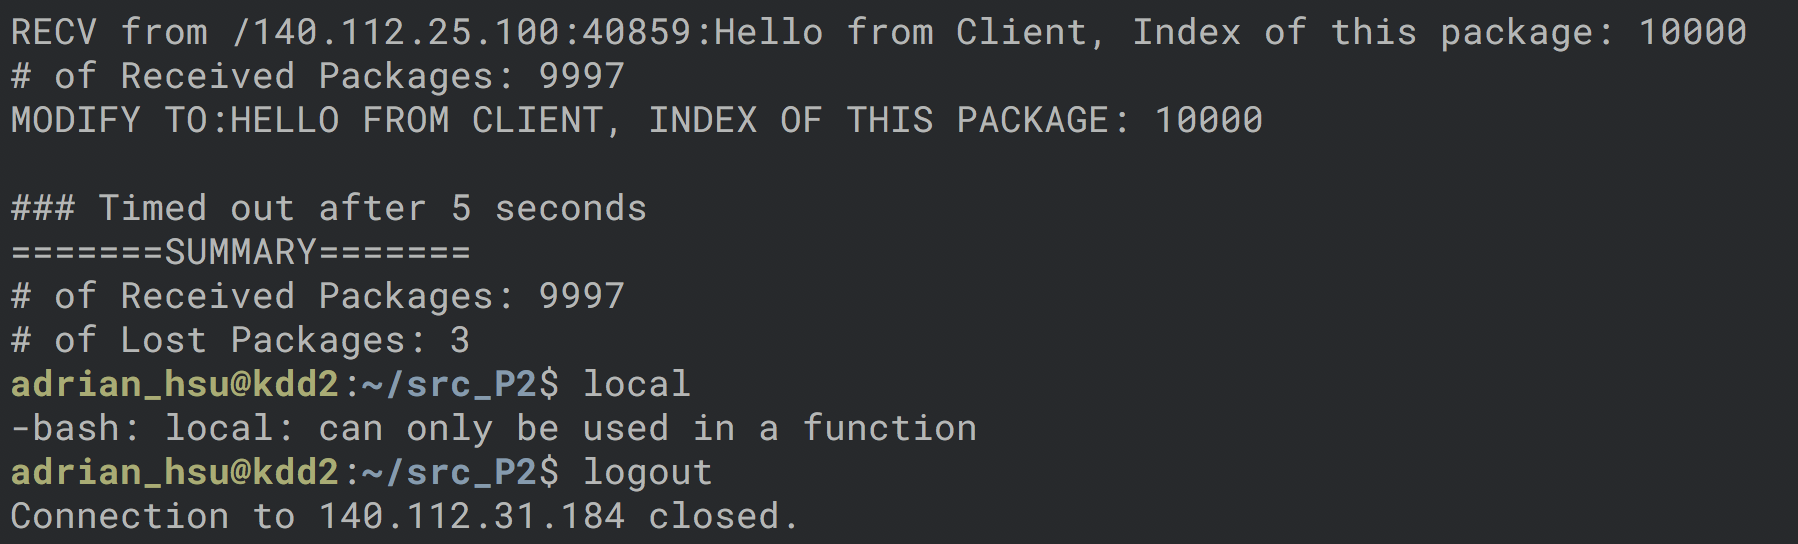 RECV from /140.112.25.100:40859:Hello from Client, Index of this package: 10000
# of Received Packages: 9997
MODIFY TO:HELLO FROM CLIENT, INDEX OF THIS PACKAGE: 10000
### Timed out after 5 seconds
=======SUMMARY=======
# of Received Packages: 9997
# of Lost Packages: 3
adrian_hsu@kdd2:~/src_P2$ local
-bash: local: can only be used in a function
adrian_hsu@kdd2:~/src_P2$ logout
Connection to 140.112.31.184 closed.